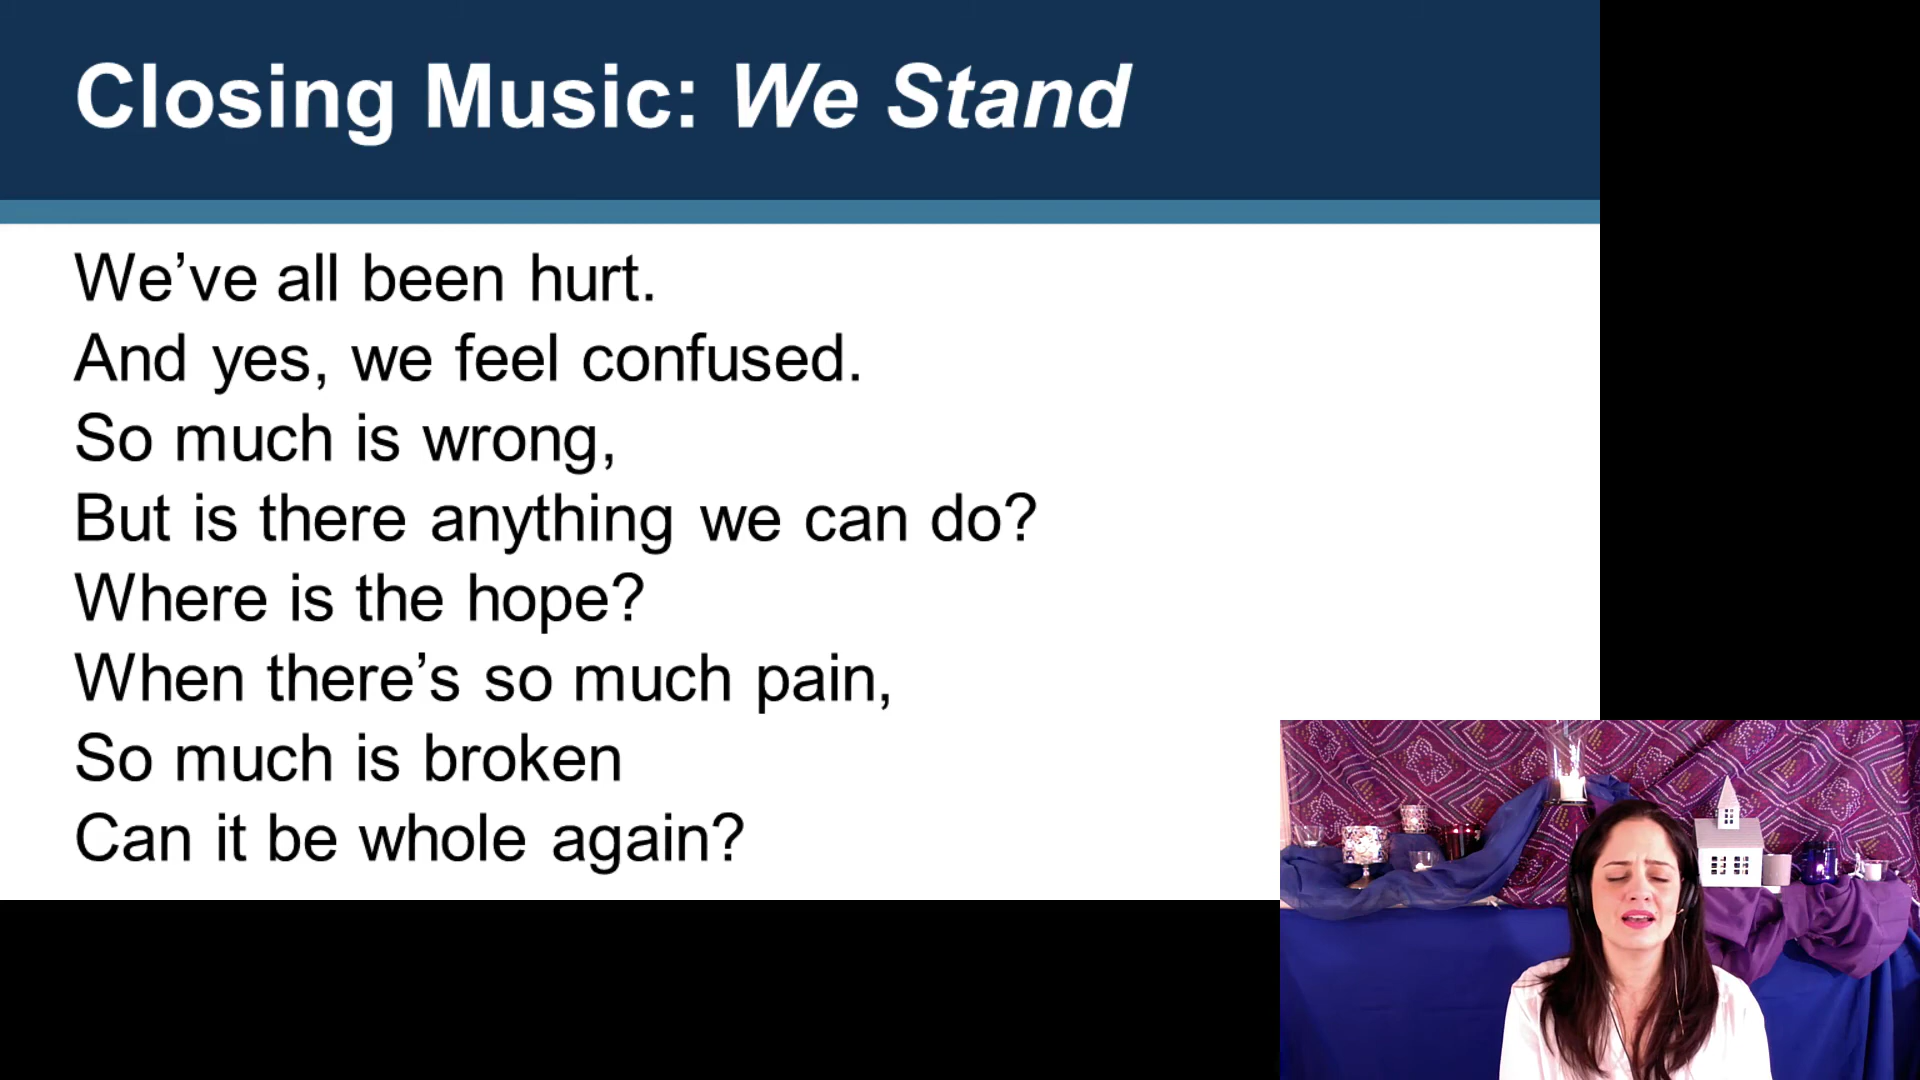 Closing Music: We Stand
We’ve all been hurt.
And yes, we feel confused.
So much is wrong,
But is there anything we can do?
Where is the hope?
When there’s so much pain,
So much is broken
Can it be whole again?